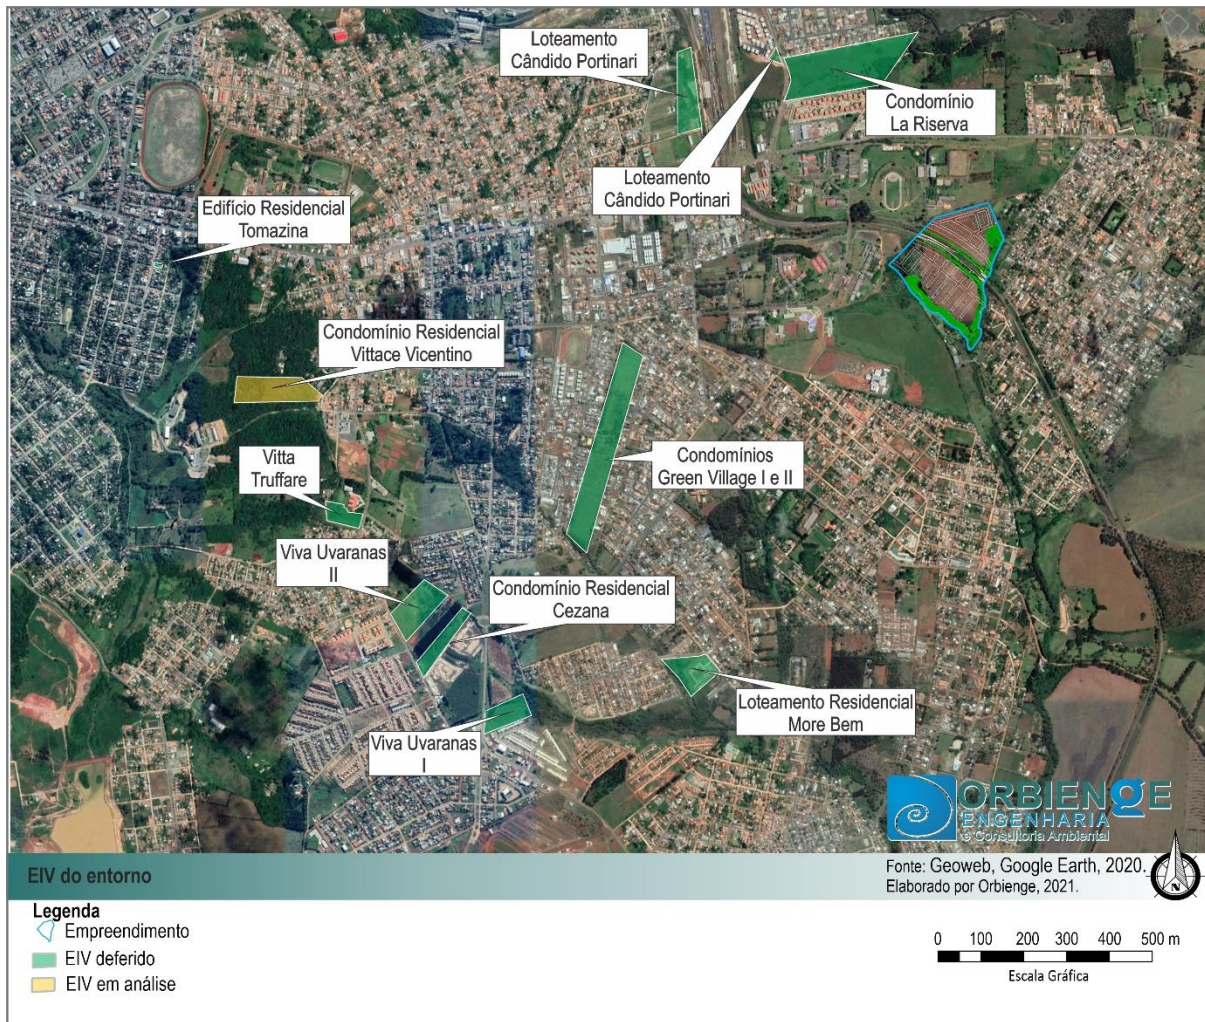 Loteamento
Cândido Portinari
Condomínio
La Riserva
Loteamento
Cândido Portinari
Edifício Residencial
Tomazina
Condomínio Residencial
Vittace Vicentino
Vitta
Truffare
Condomínios
Green Village I e II
Viva Uvaranas
II
Condomínio Residencial
Cezana
Loteamento Residencial
More Bem
Viva Uvaranas
I
ORBIENGE
ENGENHARIA
e Consultoria Ambiental
EIV do entorno
Fonte: Geoweb, Google Earth, 2020.
Elaborado por Orbienge, 2021.
N
Legenda
Empreendimento
EIV deferido
EIV em análise
0 100 200 300 400 500 m
Escala Gráfica